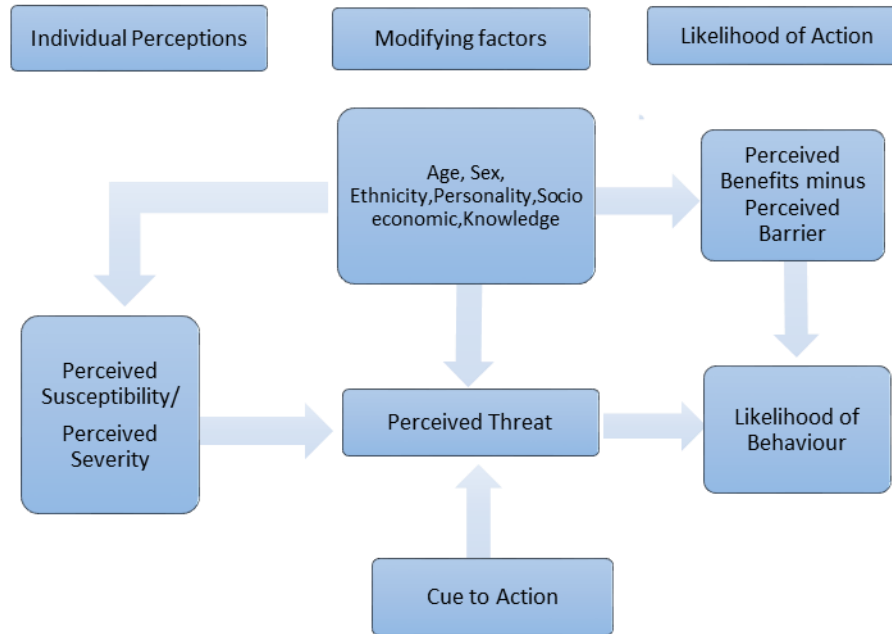 Individual Perceptions
Modifying factors
Likelihood of Action
Age, Sex,
Ethnicity,Personality,Socio
economic,Knowledge
Perceived
Benefits minus
Perceived
Barrier
Perceived
Susceptibility/
Perceived
Severity
Perceived Threat
Likelihood of
Behaviour
Cue to Action